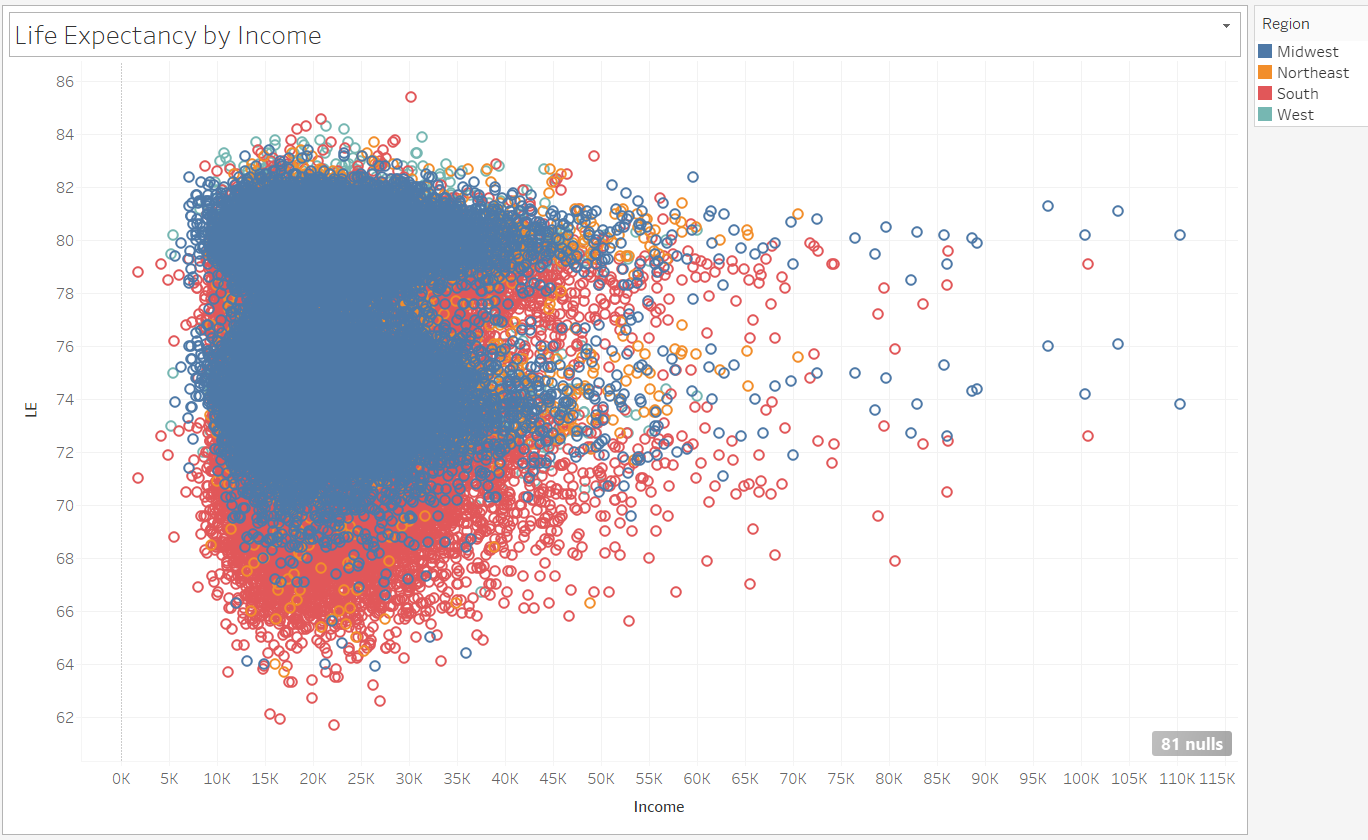 Life Expectancy by Income
Region
Midwest
Northeast
South
West
86
84
82
80
78
76
74
72
70
68
66
64
62
LE
81 nulls
0K 5K 10K 15K 20K 25K 30K 35K 40K 45K 50K 55K 60K 65K 70K 75K 80K 85K 90K 95K 100K 105K 110K 115K
Income